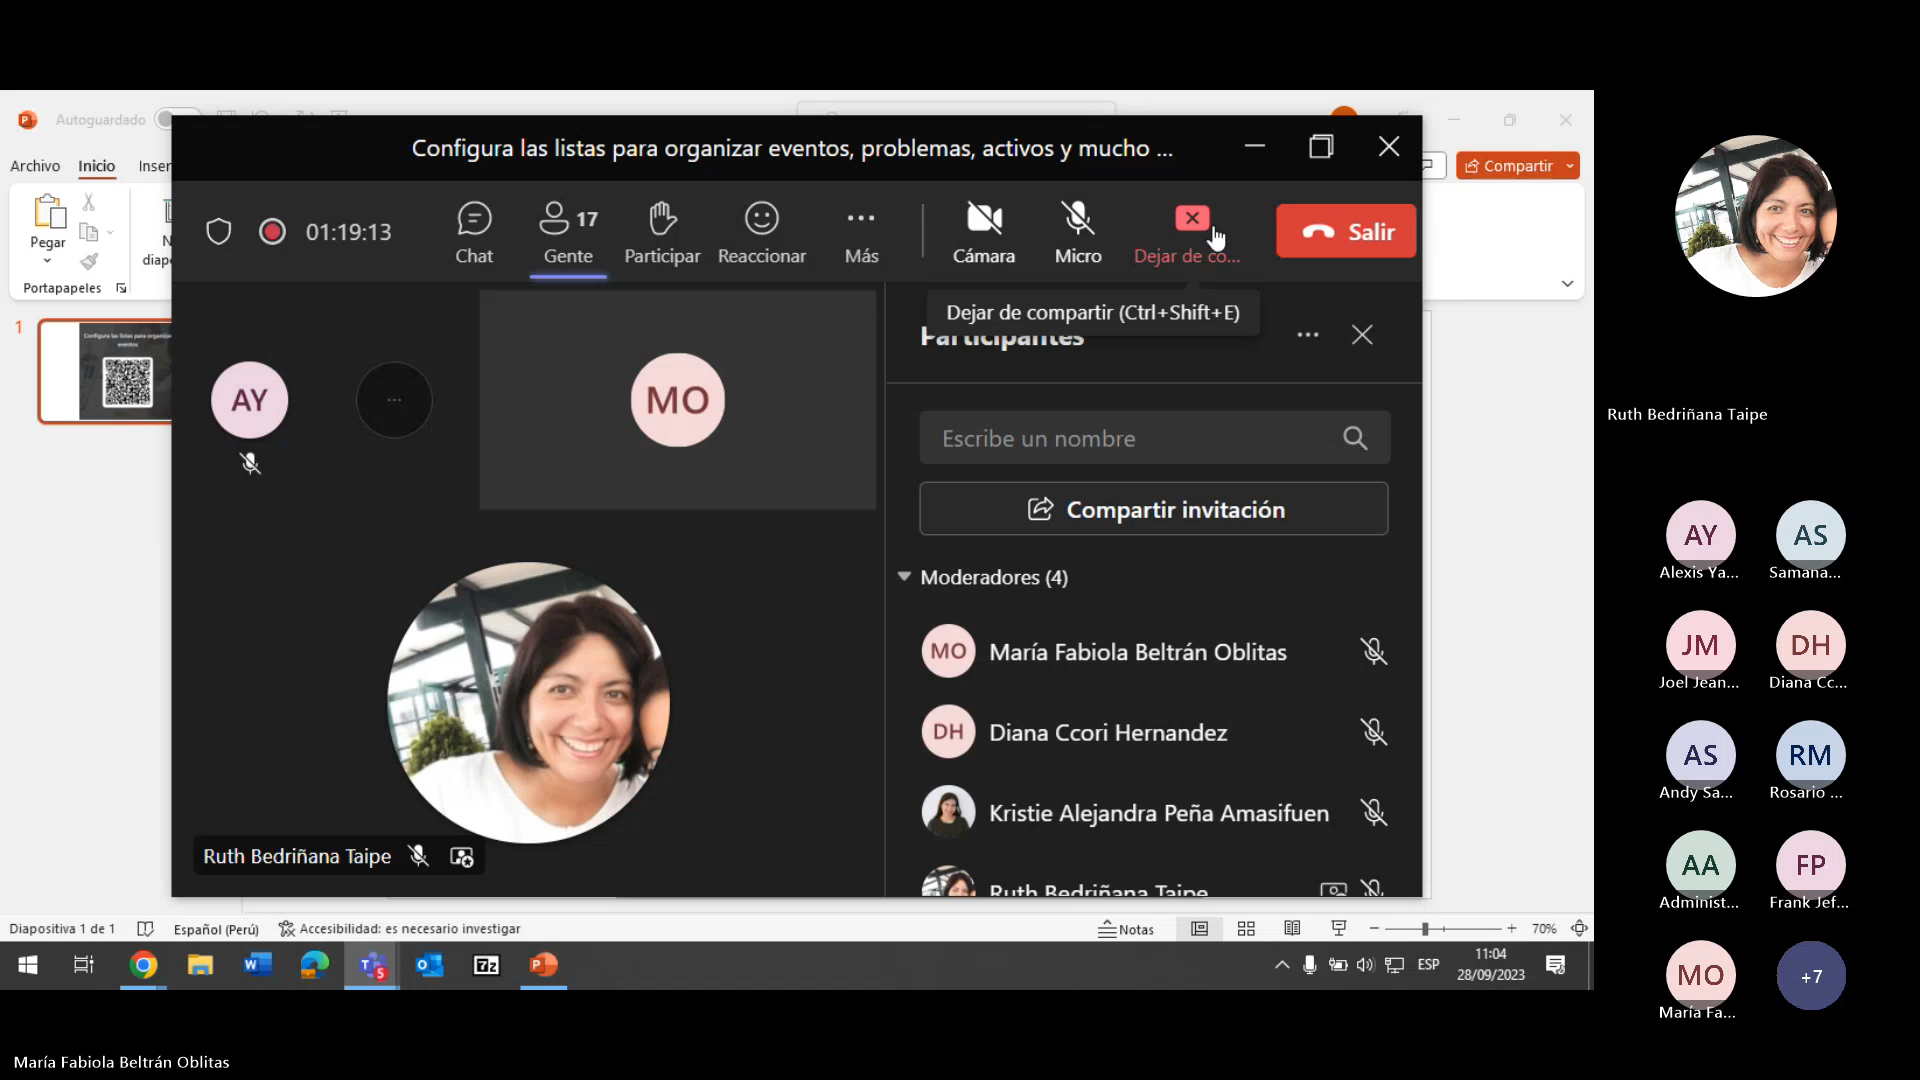 Autoguardado
Archivo
Inicio
Compartir
Pegar
Portapapeles
1
Configura las listas para organizar eventos, problemas, activos y mucho ...
01:19:13
Chat
17
Gente
Participar
Reaccionar
Más
Cámara
Micro
Dejar de co...
Salir
Dejar de compartir (Ctrl+Shift+E)
Participantes
AY
...
MO
Escribe un nombre
Compartir invitación
Moderadores (4)
MO
María Fabiola Beltrán Oblitas
DH
Diana Ccori Hernandez
Kristie Alejandra Peña Amasifuen
Ruth Bedriñana Taipe
Ruth Bedriñana Taipe
Diapositiva 1 de 1
Español (Perú)
Accesibilidad: es necesario investigar
Notas
70%
ESP
11:04
28/09/2023
Ruth Bedriñana Taipe
AY
AS
Alexis Ya...
Samana...
JM
DH
Joel Jean...
Diana Cc...
AS
RM
Andy Sa...
Rosario ...
AA
FP
Administ...
Frank Jef...
MO
+7
María Fa...
María Fabiola Beltrán Oblitas